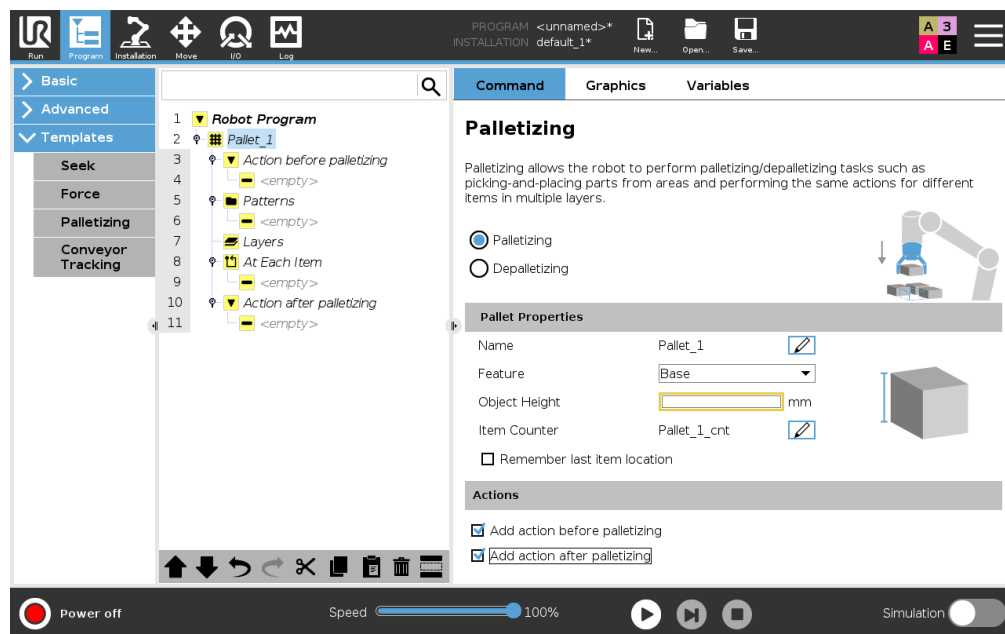 UR
Run
Program
Installation
Move
I/O
Log
PROGRAM <unnamed>*
INSTALLATION default_1*
New...
Open...
Save...
A 3
A E
Basic
Advanced
Templates
Seek
Force
Palletizing
Conveyor
Tracking
1 Robot Program
2 Pallet_1
3 Action before palletizing
4 <empty>
5 Patterns
6 <empty>
7 Layers
8 At Each Item
9 <empty>
10 Action after palletizing
11 <empty>
Command Graphics Variables
Palletizing
Palletizing allows the robot to perform palletizing/depalletizing tasks such as
picking-and-placing parts from areas and performing the same actions for different
items in multiple layers.
Palletizing
Depalletizing
Pallet Properties
Name Pallet_1
Feature Base
Object Height mm
Item Counter Pallet_1_cnt
Remember last item location
Actions
Add action before palletizing
Add action after palletizing
Power off
Speed 100%
Simulation